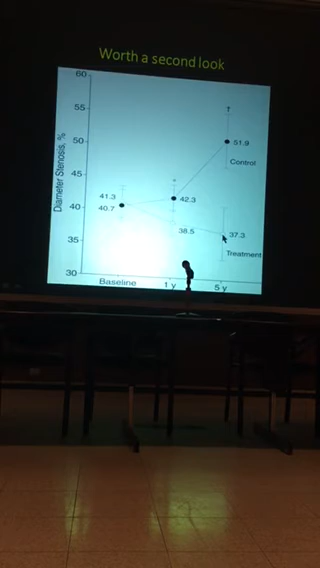 Worth a second look
60
55
50
45
40
35
30
Diameter Stenosis, %
†
51.9
Control
41.3
*
42.3
40.7
38.5
37.3
Treatment
Baseline
1 y
5 y